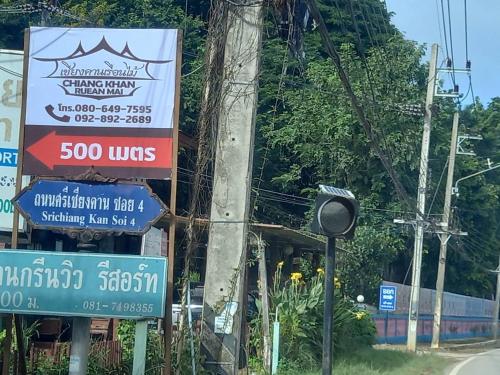 เชียงคานเรือนไม้
CHIANG KHAN
RUEAN MAI
โทร.080-649-7595
092-892-2689
500 เมตร
ถนนศรีเชียงคาน ซอย 4
Srichiang Kan Soi 4
านกรีนวิว รีสอร์ท
00 ม.
081-7498355
ORT